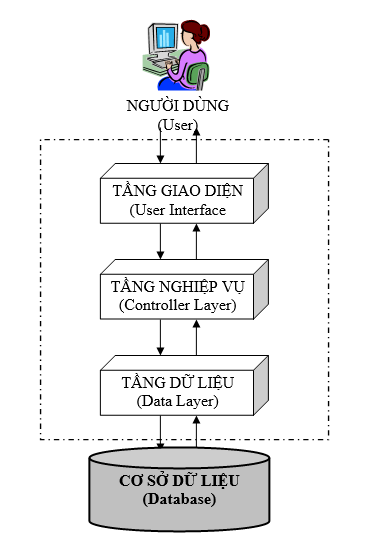 NGƯỜI DÙNG
(User)
TẦNG GIAO DIỆN
(User Interface
TẦNG NGHIỆP VỤ
(Controller Layer)
TẦNG DỮ LIỆU
(Data Layer)
CƠ SỞ DỮ LIỆU
(Database)